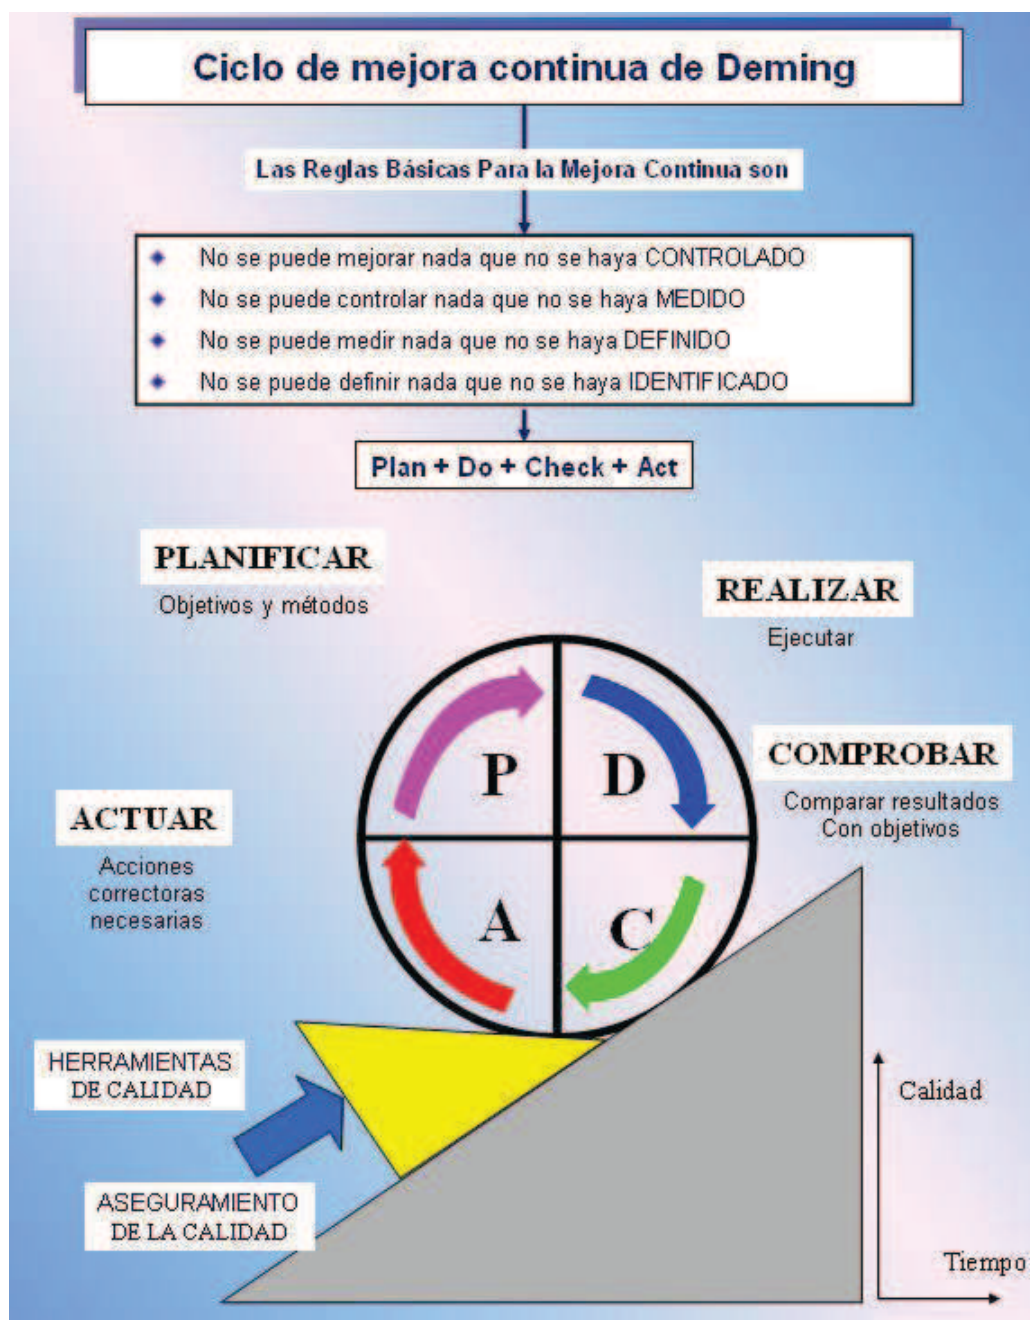 Ciclo de mejora continua de Deming
Las Reglas Básicas Para la Mejora Continua son
No se puede mejorar nada que no se haya CONTROLADO
No se puede controlar nada que no se haya MEDIDO
No se puede medir nada que no se haya DEFINIDO
No se puede definir nada que no se haya IDENTIFICADO
Plan + Do + Check + Act
PLANIFICAR
Objetivos y métodos
REALIZAR
Ejecutar
P
D
COMPROBAR
Comparar resultados
Con objetivos
ACTUAR
Acciones
correctoras
necesarias
A
C
HERRAMIENTAS
DE CALIDAD
Calidad
ASEGURAMIENTO
DE LA CALIDAD
Tiempo